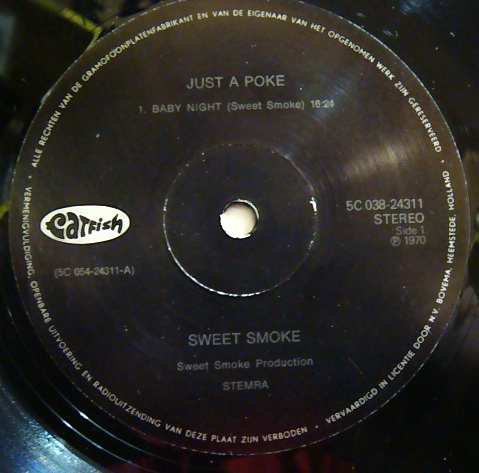 ALLE RECHTEN VAN DE GRAMOFOONPLATENFABRIKANT EN VAN DE EIGENAAR VAN HET OPGENOMEN WERK ZIJN GERESERVEERD •
JUST A POKE
1. BABY NIGHT (Sweet Smoke) 16:24
Catfish
(5C 054-24311-A)
5C 038-24311
STEREO
Side 1
℗ 1970
SWEET SMOKE
Sweet Smoke Production
STEMRA
• VERMENIGVULDIGING, OPENBARE UITVOERING EN RADIOUITZENDING VAN DEZE PLAAT ZIJN VERBODEN • VERVAARDIGD IN LICENTIE DOOR N.V. BOVEMA, HEEMSTEDE, HOLLAND •